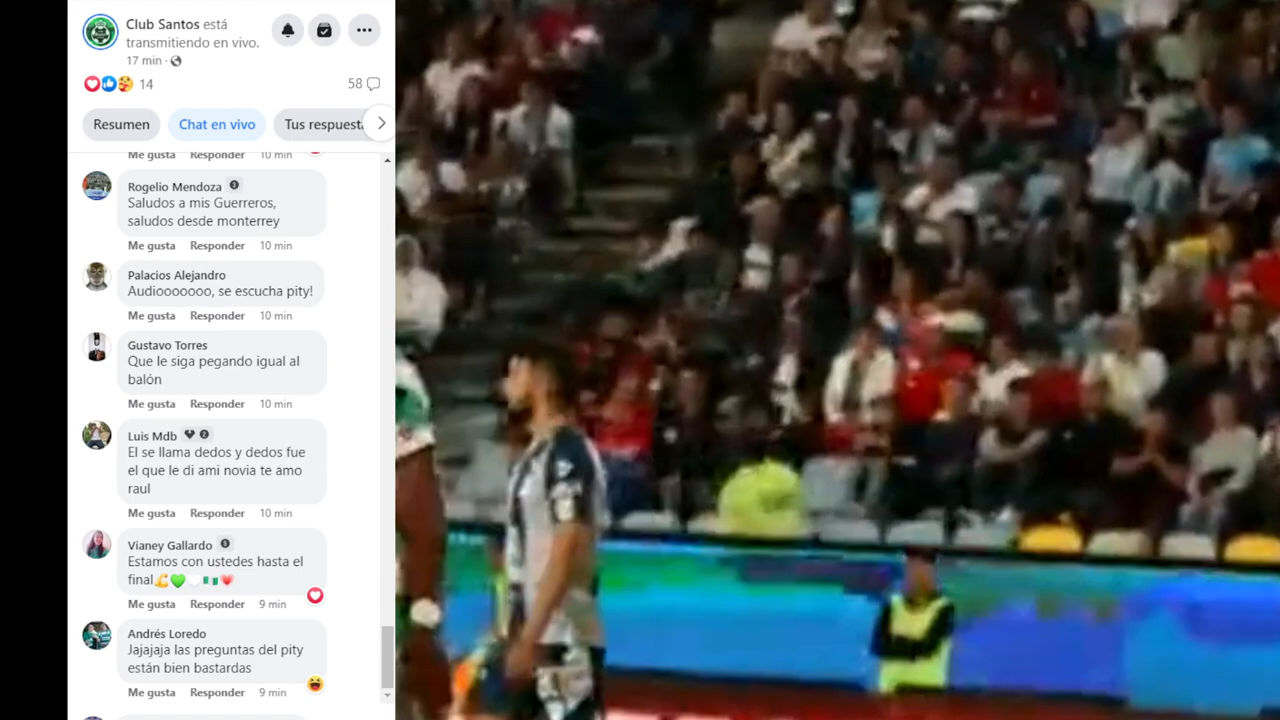 Club Santos está
transmitiendo en vivo.
17 min ·
14
58
Resumen
Chat en vivo
Tus respuest
Me gusta Responder 10 min
Rogelio Mendoza
Saludos a mis Guerreros,
saludos desde monterrey
Me gusta Responder 10 min
Palacios Alejandro
Audiooooooo, se escucha pity!
Me gusta Responder 10 min
Gustavo Torres
Que le siga pegando igual al
balón
Me gusta Responder 10 min
Luis Mdb
El se llama dedos y dedos fue
el que le di ami novia te amo
raul
Me gusta Responder 10 min
Vianey Gallardo
Estamos con ustedes hasta el
final💪💚🤍🇳🇬❤️
Me gusta Responder 9 min
Andrés Loredo
Jajajaja las preguntas del pity
están bien bastardas
Me gusta Responder 9 min